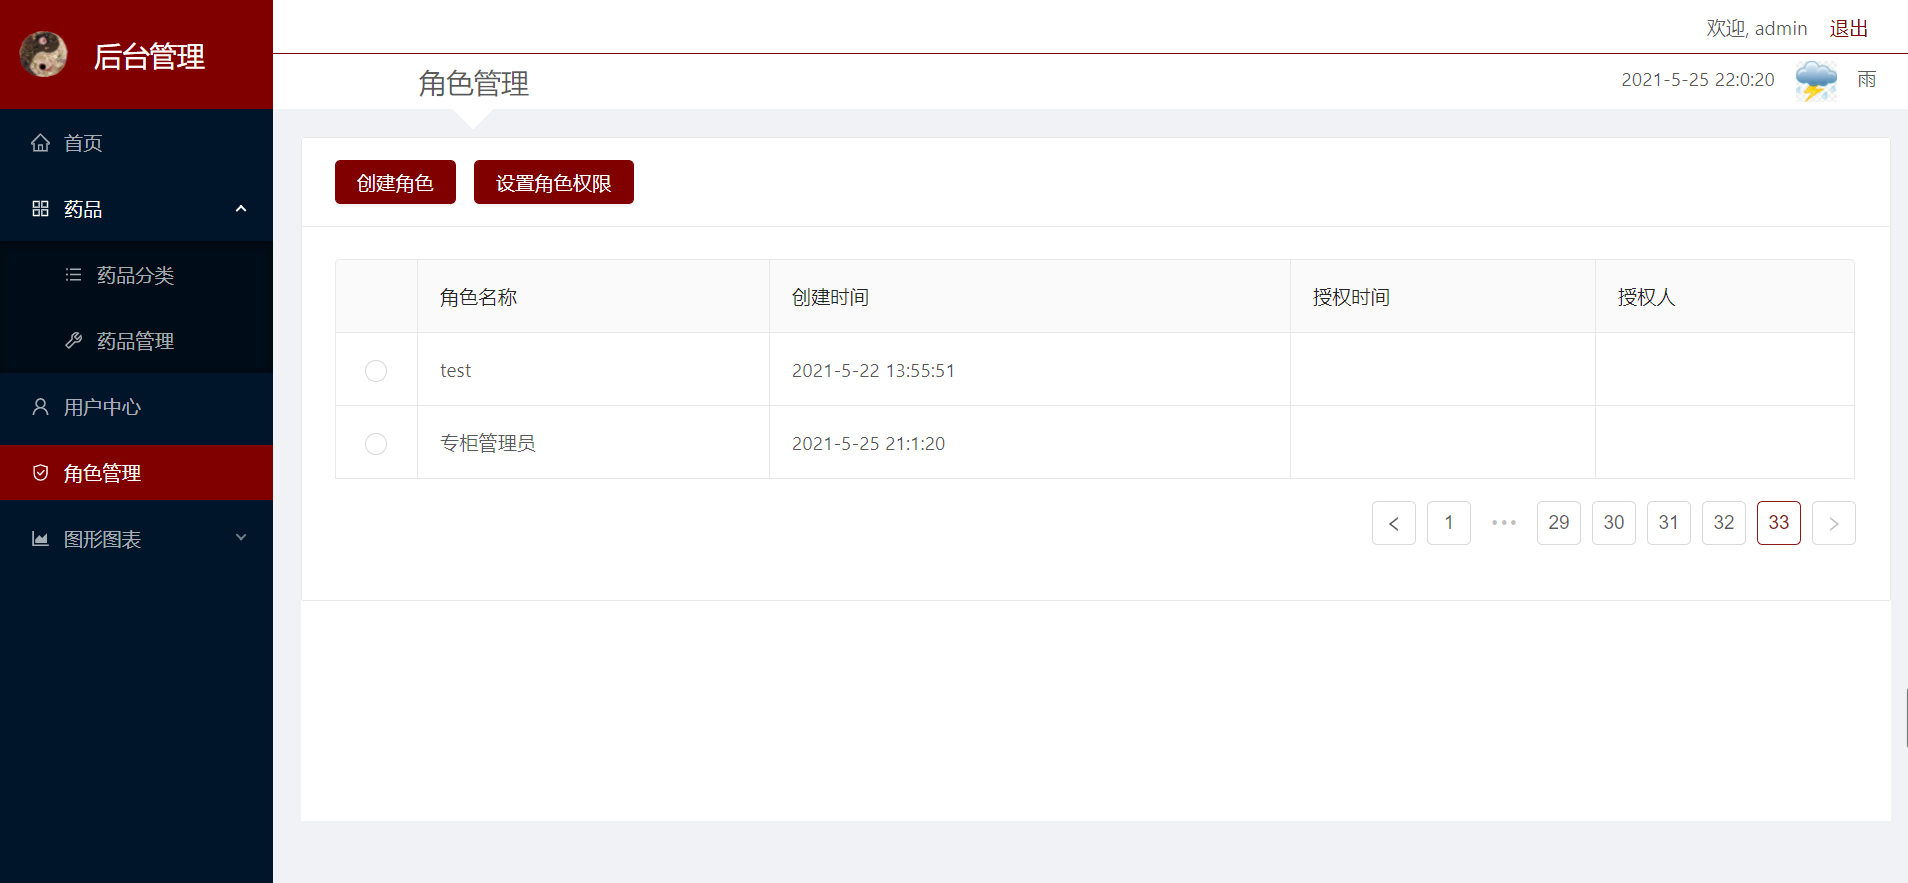 后台管理
欢迎, admin 退出
角色管理
2021-5-25 22:0:20 雨
首页
药品
药品分类
药品管理
用户中心
角色管理
图形图表
创建角色 设置角色权限
角色名称 创建时间 授权时间 授权人
test 2021-5-22 13:55:51
专柜管理员 2021-5-25 21:1:20
< 1 ••• 29 30 31 32 33 >